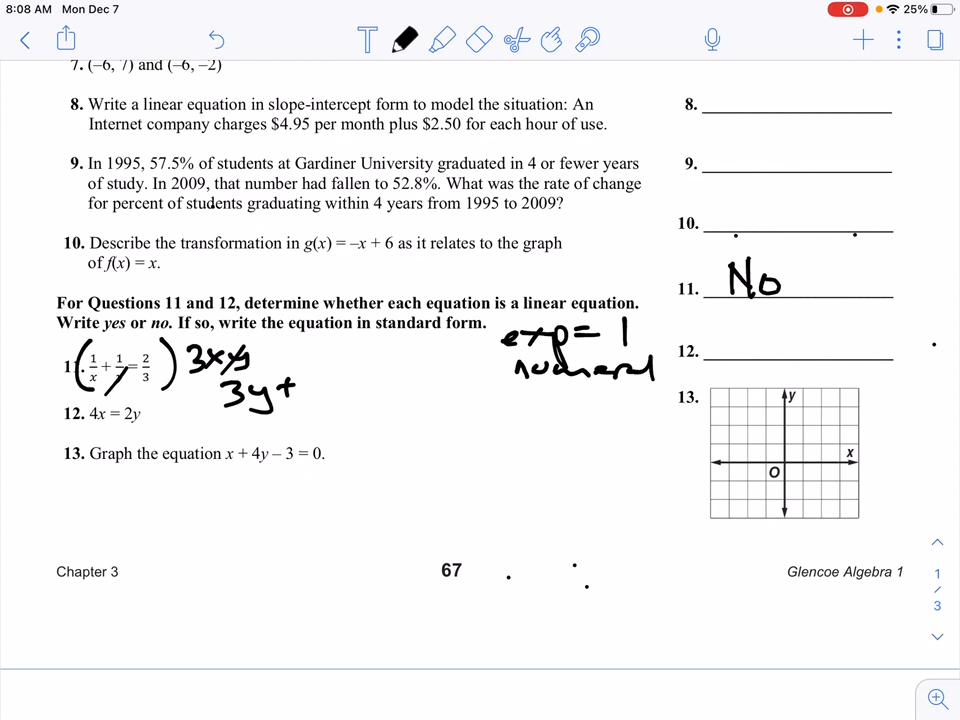 8:08 AM Mon Dec 7 25%
7. (–6, 7) and (–6, –2)
8. Write a linear equation in slope-intercept form to model the situation: An
Internet company charges $4.95 per month plus $2.50 for each hour of use.
8.
9. In 1995, 57.5% of students at Gardiner University graduated in 4 or fewer years
of study. In 2009, that number had fallen to 52.8%. What was the rate of change
for percent of students graduating within 4 years from 1995 to 2009?
9.
10. Describe the transformation in g(x) = –x + 6 as it relates to the graph
of f(x) = x.
10.
For Questions 11 and 12, determine whether each equation is a linear equation.
Write yes or no. If so, write the equation in standard form.
11. No
exp = 1
numeral
11. (1/x + 1/y = 2/3) 3xy
3y +
12. 4x = 2y
12.
13. Graph the equation x + 4y – 3 = 0.
13.
y
x
O
Chapter 3 67 Glencoe Algebra 1
1
/
3